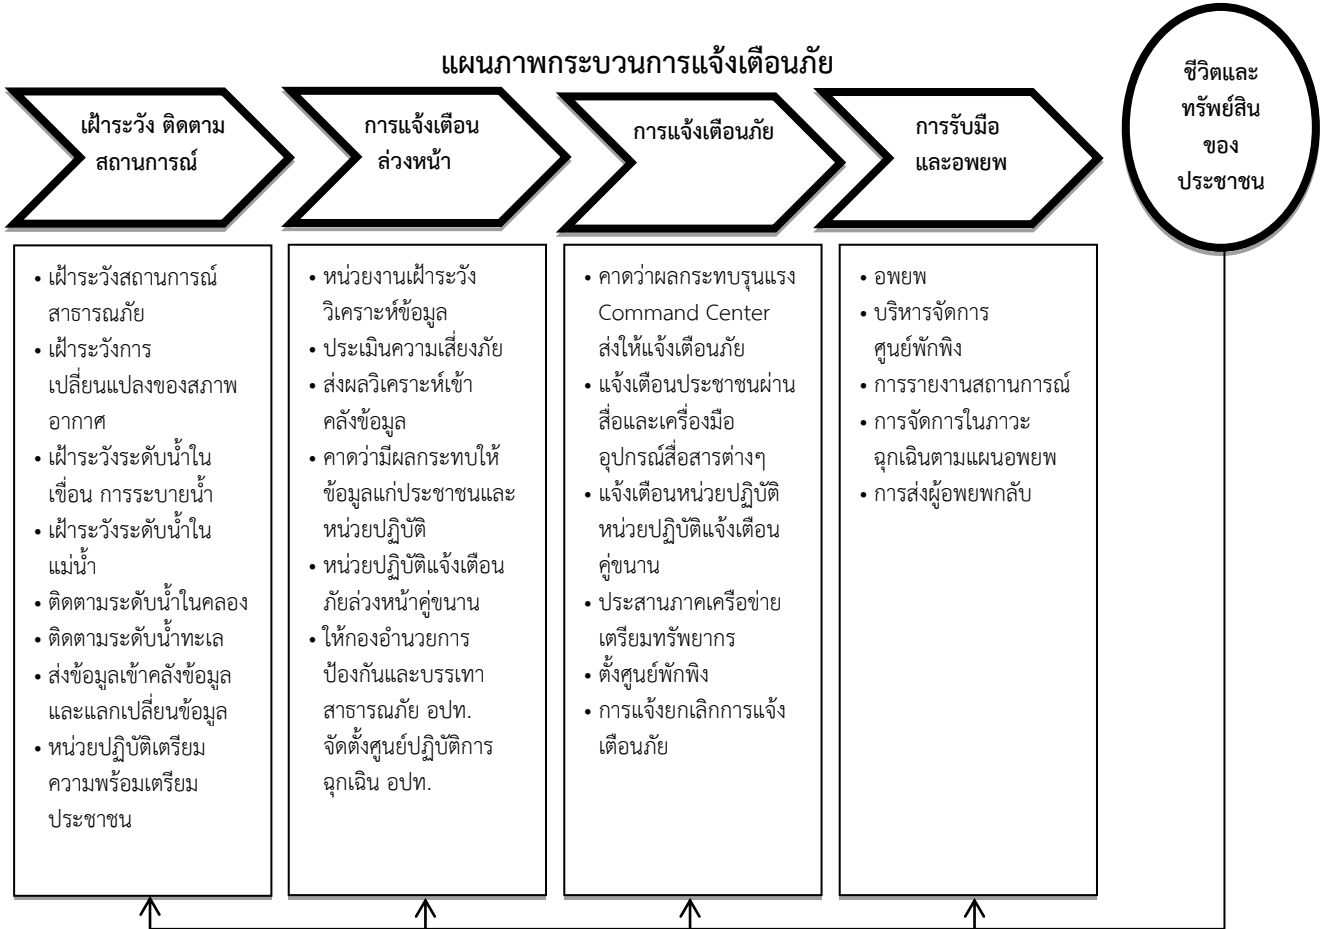 แผนภาพกระบวนการแจ้งเตือนภัย
เฝ้าระวัง ติดตาม
สถานการณ์
การแจ้งเตือน
ล่วงหน้า
การแจ้งเตือนภัย
การรับมือ
และอพยพ
ชีวิตและ
ทรัพย์สิน
ของ
ประชาชน
• เฝ้าระวังสถานการณ์
สาธารณภัย
• เฝ้าระวังการ
เปลี่ยนแปลงของสภาพ
อากาศ
• เฝ้าระวังระดับน้ำใน
เขื่อน การระบายน้ำ
• เฝ้าระวังระดับน้ำใน
แม่น้ำ
• ติดตามระดับน้ำในคลอง
• ติดตามระดับน้ำทะเล
• ส่งข้อมูลเข้าคลังข้อมูล
และแลกเปลี่ยนข้อมูล
• หน่วยปฏิบัติเตรียม
ความพร้อมเตรียม
ประชาชน
• หน่วยงานเฝ้าระวัง
วิเคราะห์ข้อมูล
• ประเมินความเสี่ยงภัย
• ส่งผลวิเคราะห์เข้า
คลังข้อมูล
• คาดว่ามีผลกระทบให้
ข้อมูลแก่ประชาชนและ
หน่วยปฏิบัติ
• หน่วยปฏิบัติแจ้งเตือน
ภัยล่วงหน้าคู่ขนาน
• ให้กองอำนวยการ
ป้องกันและบรรเทา
สาธารณภัย อปท.
จัดตั้งศูนย์ปฏิบัติการ
ฉุกเฉิน อปท.
• คาดว่าผลกระทบรุนแรง
Command Center
ส่งให้แจ้งเตือนภัย
• แจ้งเตือนประชาชนผ่าน
สื่อและเครื่องมือ
อุปกรณ์สื่อสารต่างๆ
• แจ้งเตือนหน่วยปฏิบัติ
หน่วยปฏิบัติแจ้งเตือน
คู่ขนาน
• ประสานภาคเครือข่าย
เตรียมทรัพยากร
• ตั้งศูนย์พักพิง
• การแจ้งยกเลิกการแจ้ง
เตือนภัย
• อพยพ
• บริหารจัดการ
ศูนย์พักพิง
• การรายงานสถานการณ์
• การจัดการในภาวะ
ฉุกเฉินตามแผนอพยพ
• การส่งผู้อพยพกลับ